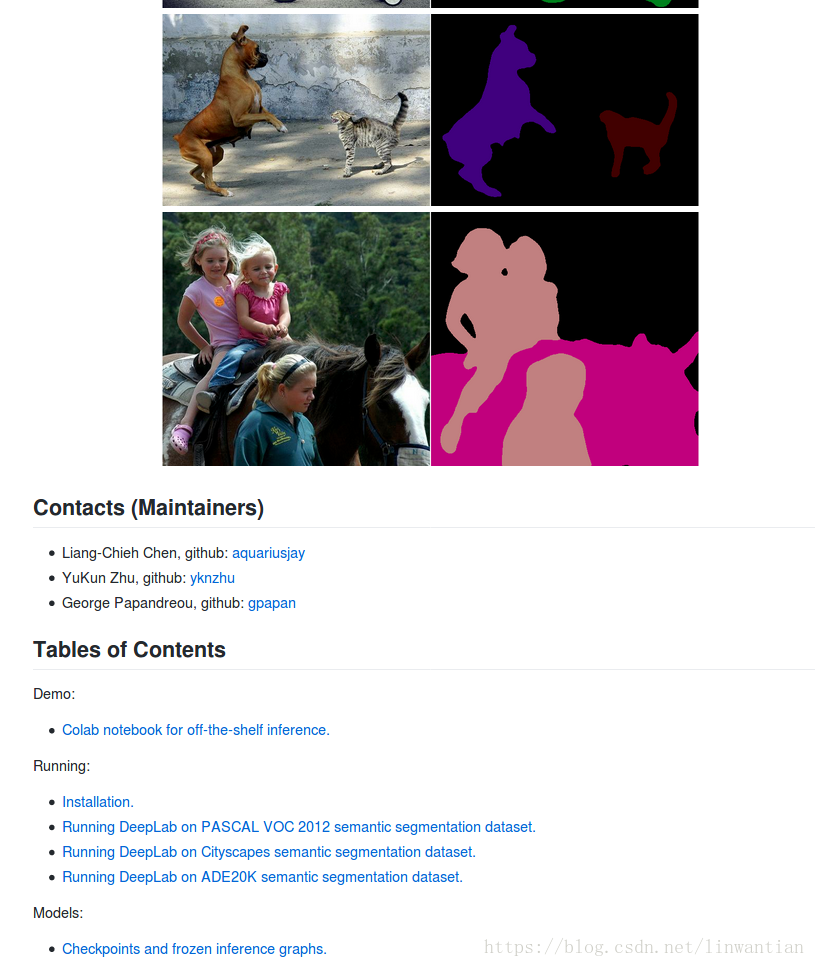 Contacts (Maintainers)
Liang-Chieh Chen, github: aquariusjay
YuKun Zhu, github: yknzhu
George Papandreou, github: gpapan
Tables of Contents
Demo:
Colab notebook for off-the-shelf inference.
Running:
Installation.
Running DeepLab on PASCAL VOC 2012 semantic segmentation dataset.
Running DeepLab on Cityscapes semantic segmentation dataset.
Running DeepLab on ADE20K semantic segmentation dataset.
Models:
Checkpoints and frozen inference graphs.
https://blog.csdn.net/linwantian